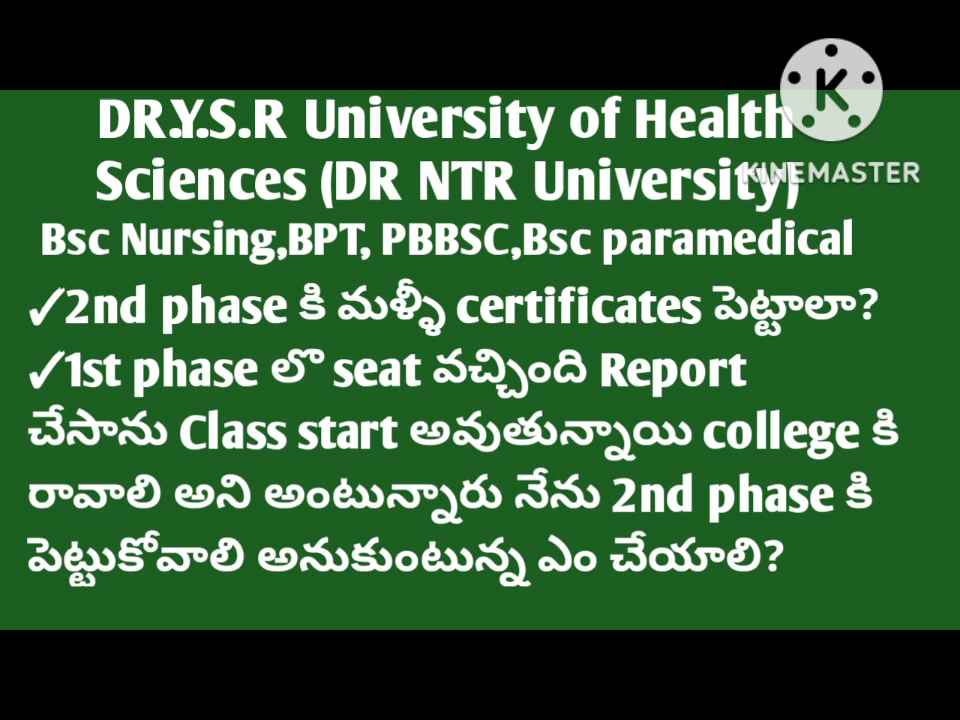 DR.Y.S.R University of Health
Sciences (DR NTR University)
KINEMASTER
Bsc Nursing,BPT, PBBSC,Bsc paramedical
✓2nd phase కి మళ్ళీ certificates పెట్టాలా?
✓1st phase లొ seat వచ్చింది Report
చేసాను Class start అవుతున్నాయి college కి
రావాలి అని అంటున్నారు నేను 2nd phase కి
పెట్టుకోవాలి అనుకుంటున్న ఎం చేయాలి?